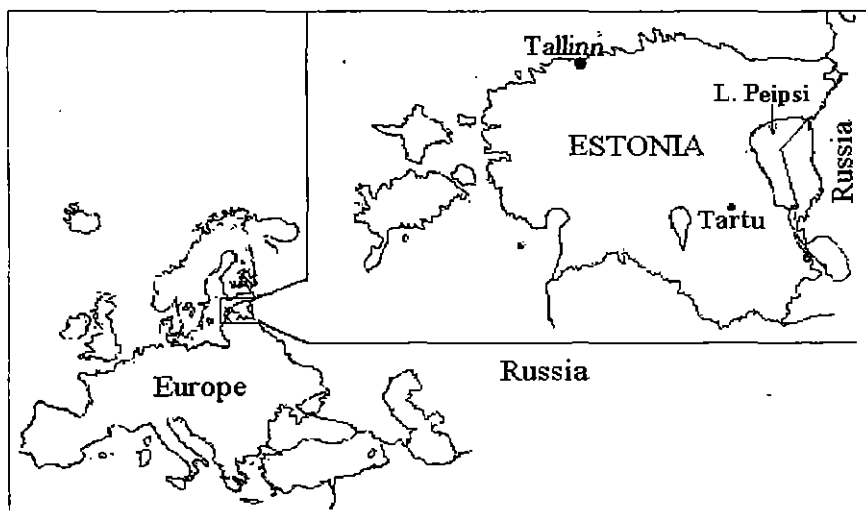 Tallinn
L. Peipsi
ESTONIA
Russia
Tartu
Europe
Russia